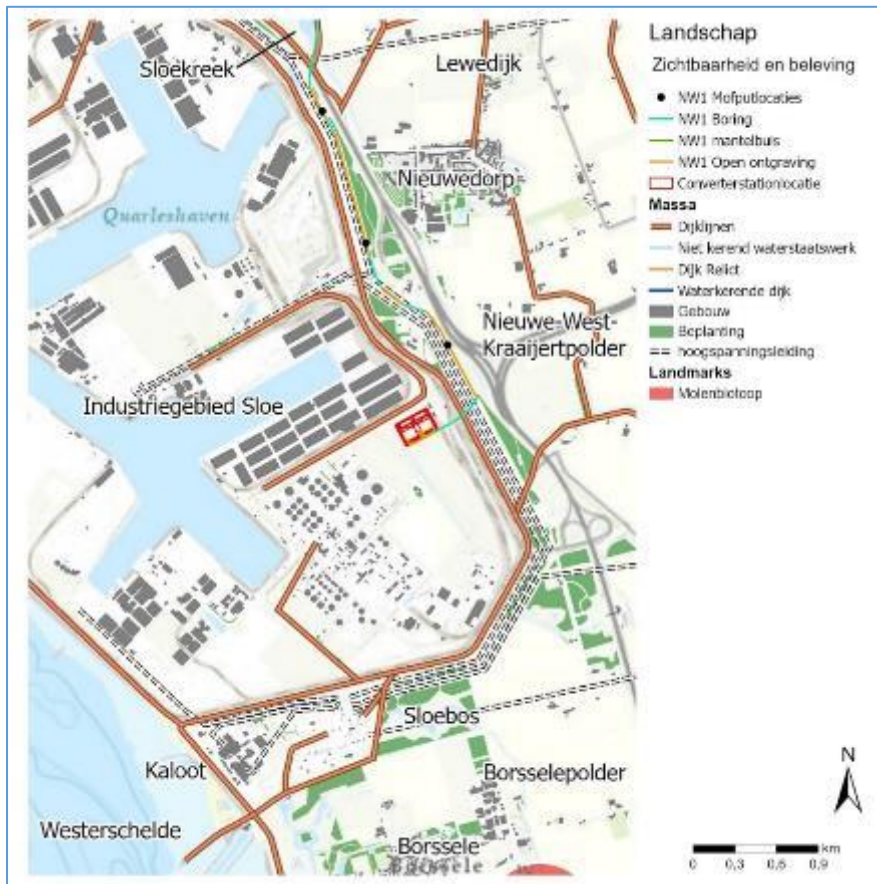 Sloekreek
Lewedijk
Nieuwedorp
Quarleshaven
Nieuwe-West-
Kraaijertpolder
Industriegebied Sloe
Sloebos
Kaloot
Borsselepolder
Westerschelde
Borssele
Borssele
Landschap
Zichtbaarheid en beleving
NW1 Mofputlocaties
NW1 Boring
NW1 mantelbuis
NW1 Open ontgraving
Converterstationlocatie
Massa
Dijklijnen
Niet kerend waterstaatswerk
Dijk Relict
Waterkerende dijk
Gebouw
Beplanting
hoogspanningsleiding
Landmarks
Molenbiotoop
N
km
0 0,3 0,6 0,9